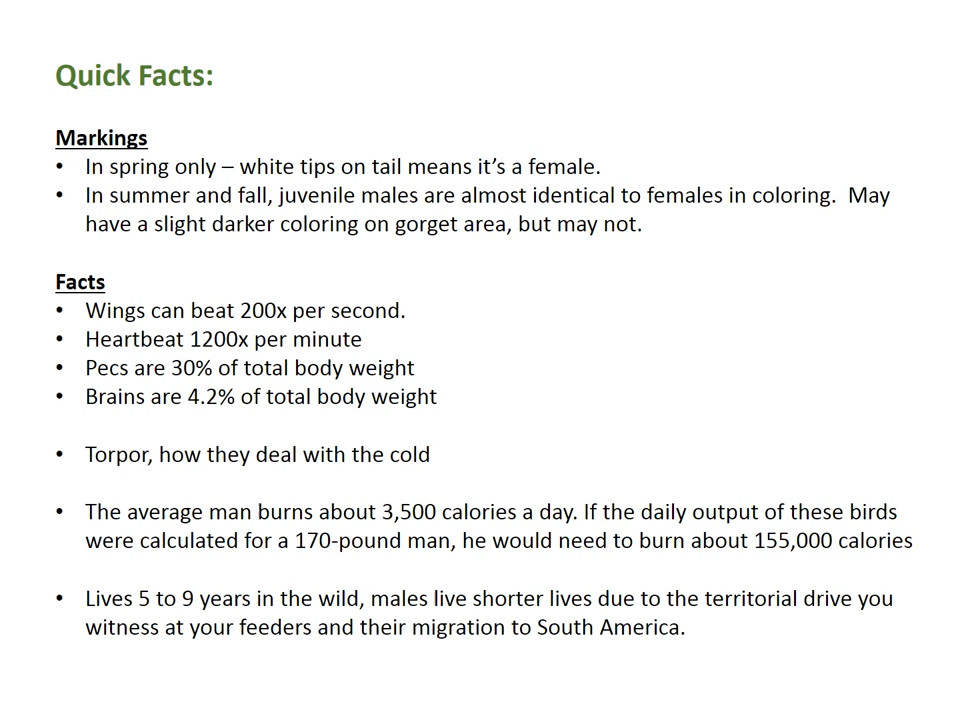 Quick Facts:
Markings
• In spring only – white tips on tail means it’s a female.
• In summer and fall, juvenile males are almost identical to females in coloring.  May
have a slight darker coloring on gorget area, but may not.
Facts
• Wings can beat 200x per second.
• Heartbeat 1200x per minute
• Pecs are 30% of total body weight
• Brains are 4.2% of total body weight
• Torpor, how they deal with the cold
• The average man burns about 3,500 calories a day. If the daily output of these birds
were calculated for a 170-pound man, he would need to burn about 155,000 calories
• Lives 5 to 9 years in the wild, males live shorter lives due to the territorial drive you
witness at your feeders and their migration to South America.